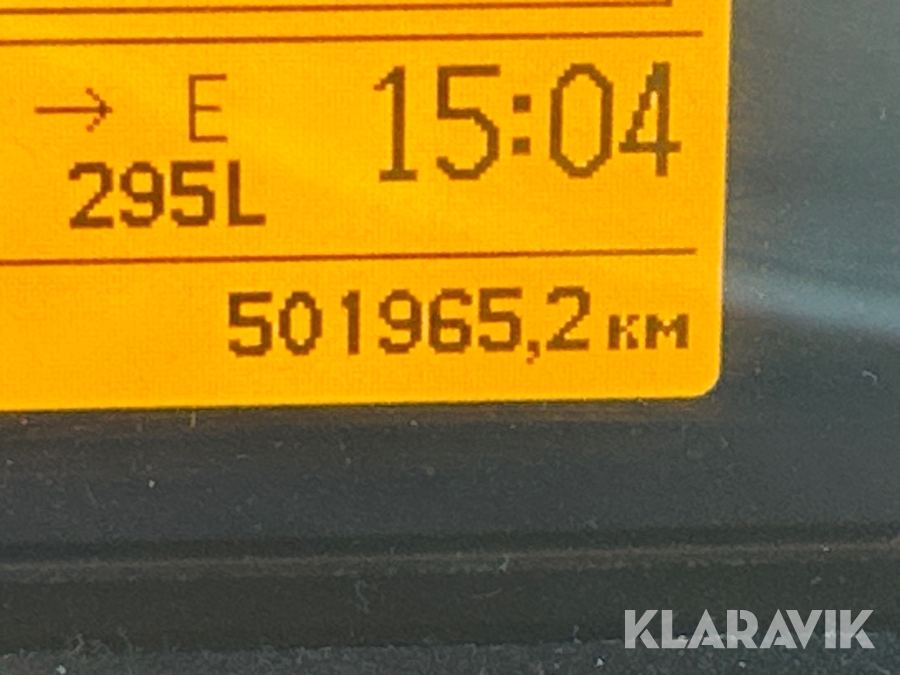 → E 15:04
295L
501965,2 км
KLARAVIK